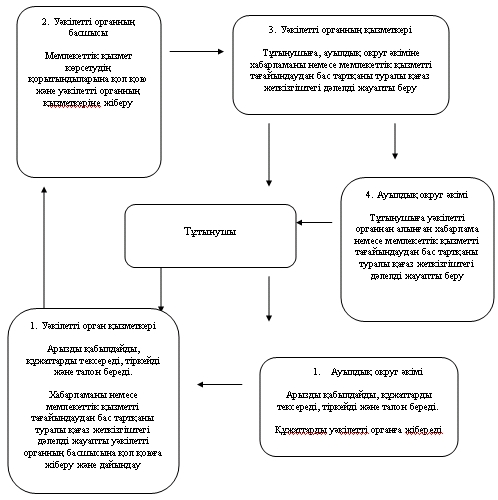 2. Уәкілетті органның
басшысы
Мемлекеттік қызмет
көрсетудің
қорытындыларына қол қою
және уәкілетті органның
қызметкеріне жіберу
3. Уәкілетті органның қызметкері
Тұтынушыға, ауылдық округ әкіміне
хабарламаны немесе мемлекеттік қызметті
тағайындаудан бас тартқаны туралы қағаз
жеткізгіштегі дәлелді жауапты беру
4. Ауылдық округ әкімі
Тұтынушыға уәкілетті
органнан алынған хабарлама
немесе мемлекеттік қызметті
тағайындаудан бас тартқаны
туралы қағаз жеткізгіштегі
дәлелді жауапты беру
Тұтынушы
1. Уәкілетті орган қызметкері
Арызды қабылдайды,
құжаттарды тексереді, тіркейді
және талон береді.
Хабарламаны немесе
мемлекеттік қызметті
тағайындаудан бас тартқаны
туралы қағаз жеткізгіштегі
дәлелді жауапты уәкілетті
органның басшысына қол қоюға
жіберу және дайындау
1. Ауылдық округ әкімі
Арызды қабылдайды, құжаттарды
тексереді, тіркейді және талон береді.
Құжаттарды уәкілетті органға жібереді